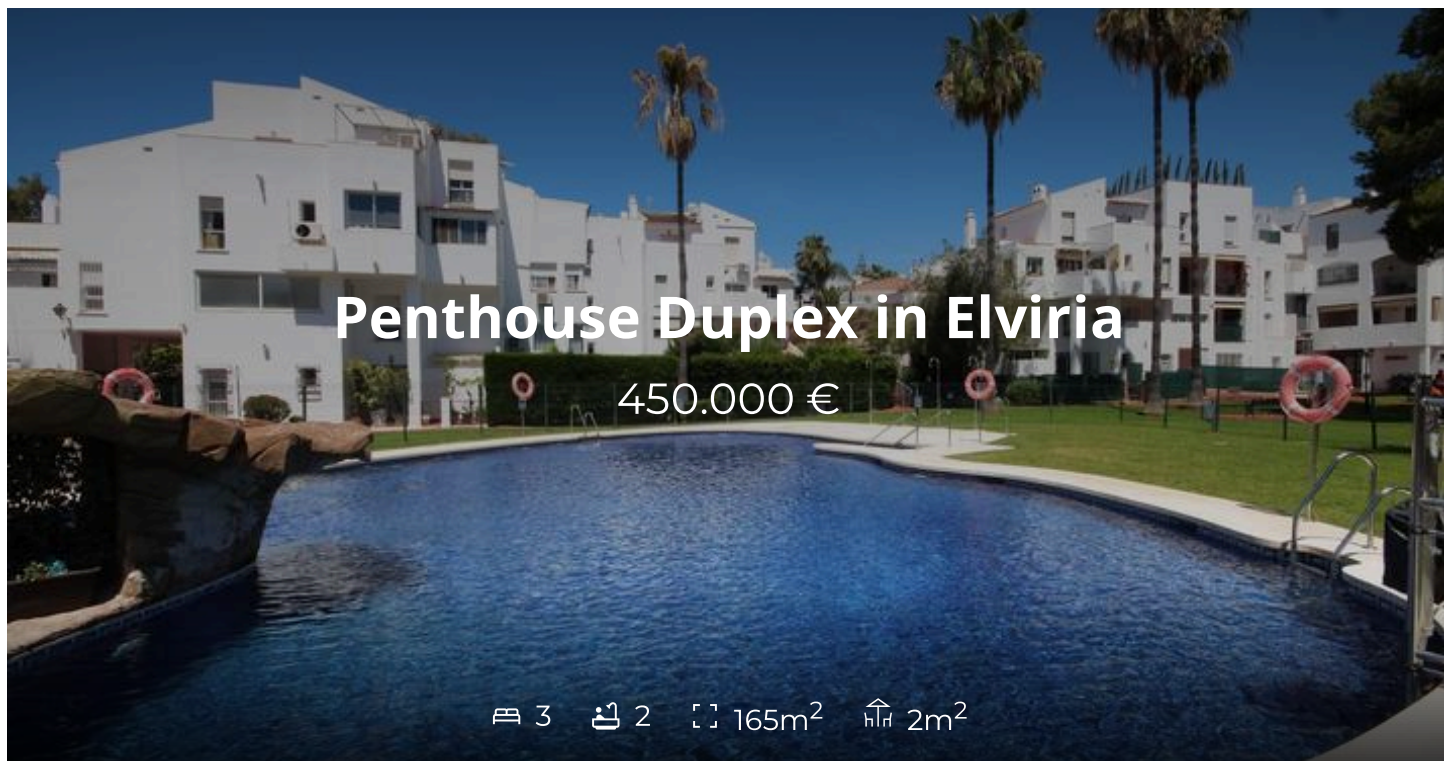 Penthouse Duplex in Elviria
450.000 €
3 2 165m² 2m²